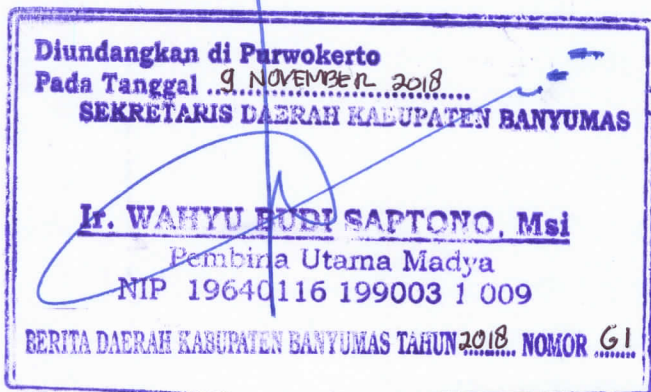 Diundangkan di Purwokerto
Pada Tanggal 9 NOVEMBER 2018
SEKRETARIS DAERAH KABUPATEN BANYUMAS
Ir. WAHYU BUDI SAPTONO, Msi
Pembina Utama Madya
NIP 19640116 199003 1 009
BERITA DAERAH KABUPATEN BANYUMAS TAHUN 2018 NOMOR 61